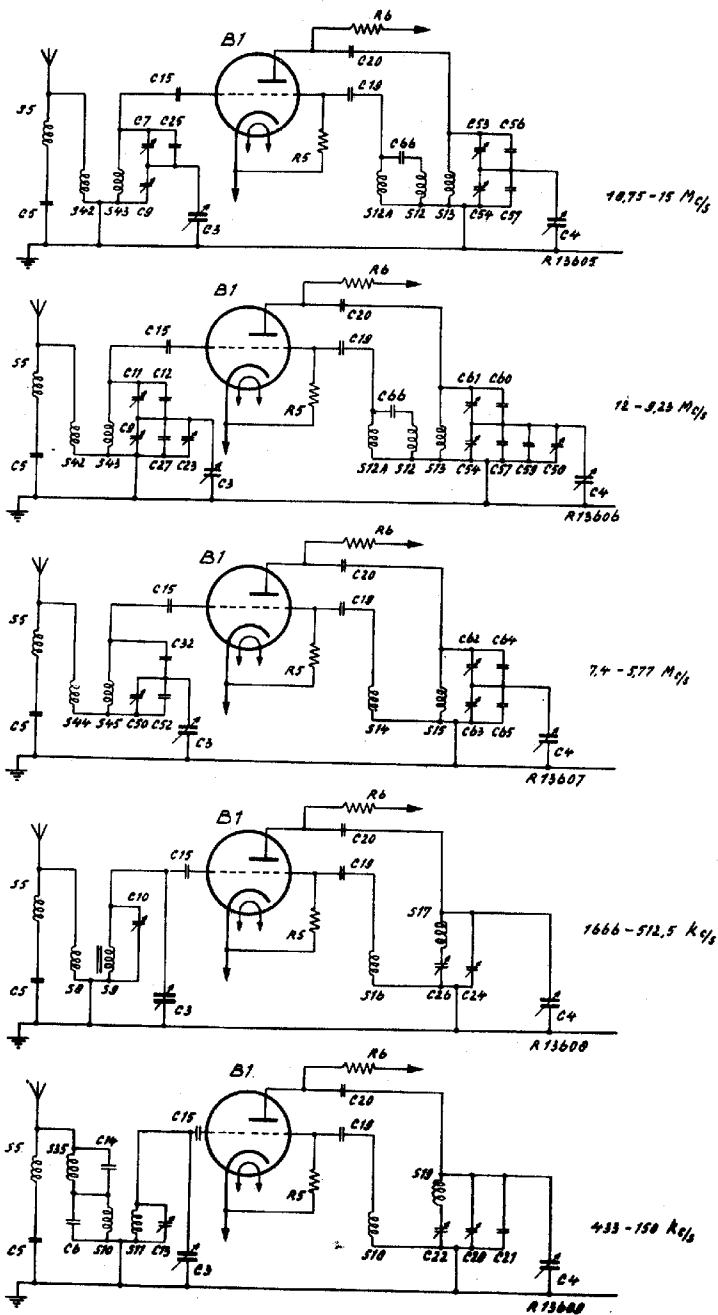 R6
B1
C20
C15
C19
S5
C7 C25
C53 C56
R5
C66
C5
S42 S43 C9
C3
S12A S12 S13 C54 C57
C4
18,75-15 Mc/s
R13605
R6
B1
C20
C15
C19
S5
C11 C12
C61 C60
R5
C66
12-9,23 Mc/s
C9
C5
S42 S43 C27 C23
C3
S12A S12 S13 C54 C57 C59 C58
C4
R13606
R6
B1
C20
C15
C19
S5
C32
C62 C64
R5
7,4-5,77 Mc/s
C5
S44 S45 C50 C52
C3
S14 S15 C63 C65
C4
R13607
R6
B1
C20
C15
C19
S5
C10
S17
R5
1666-512,5 kc/s
C5
S8 S9
C3
S16 C26 C24
C4
R13608
R6
B1
C20
C15
C19
S5 S35 C14
S19
R5
433-150 kc/s
C5
C6 S10 S11 C13
C3
S18 C22 C28 C21
C4
R13609